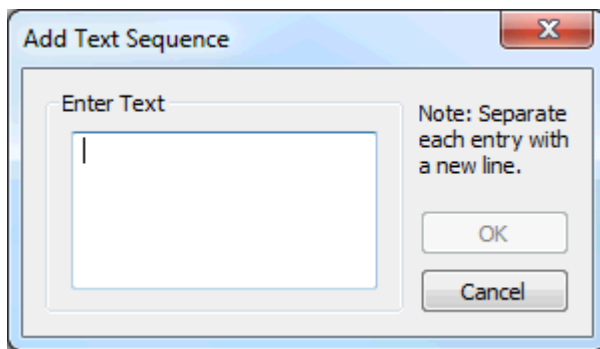 Add Text Sequence
Enter Text
Note: Separate
each entry with
a new line.
OK
Cancel